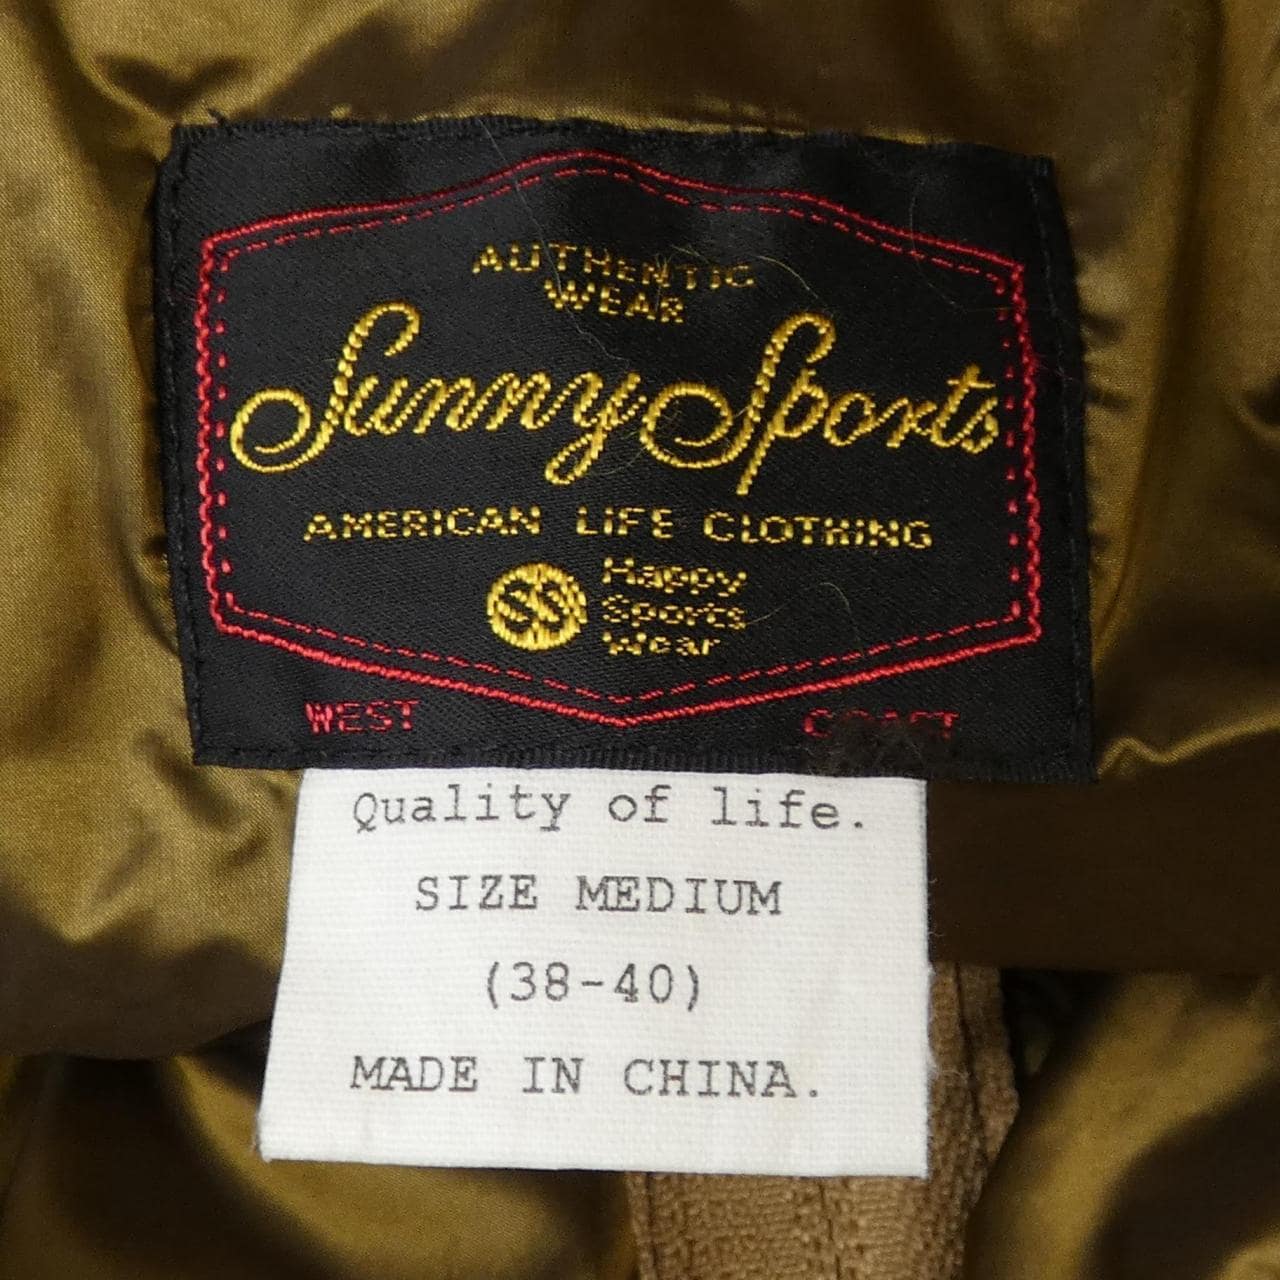 AUTHENTIC
WEAR
Sunny Sports
AMERICAN LIFE CLOTHING
SS
Happy
Sports
Wear
WEST COAST
Quality of life.
SIZE MEDIUM
(38-40)
MADE IN CHINA.